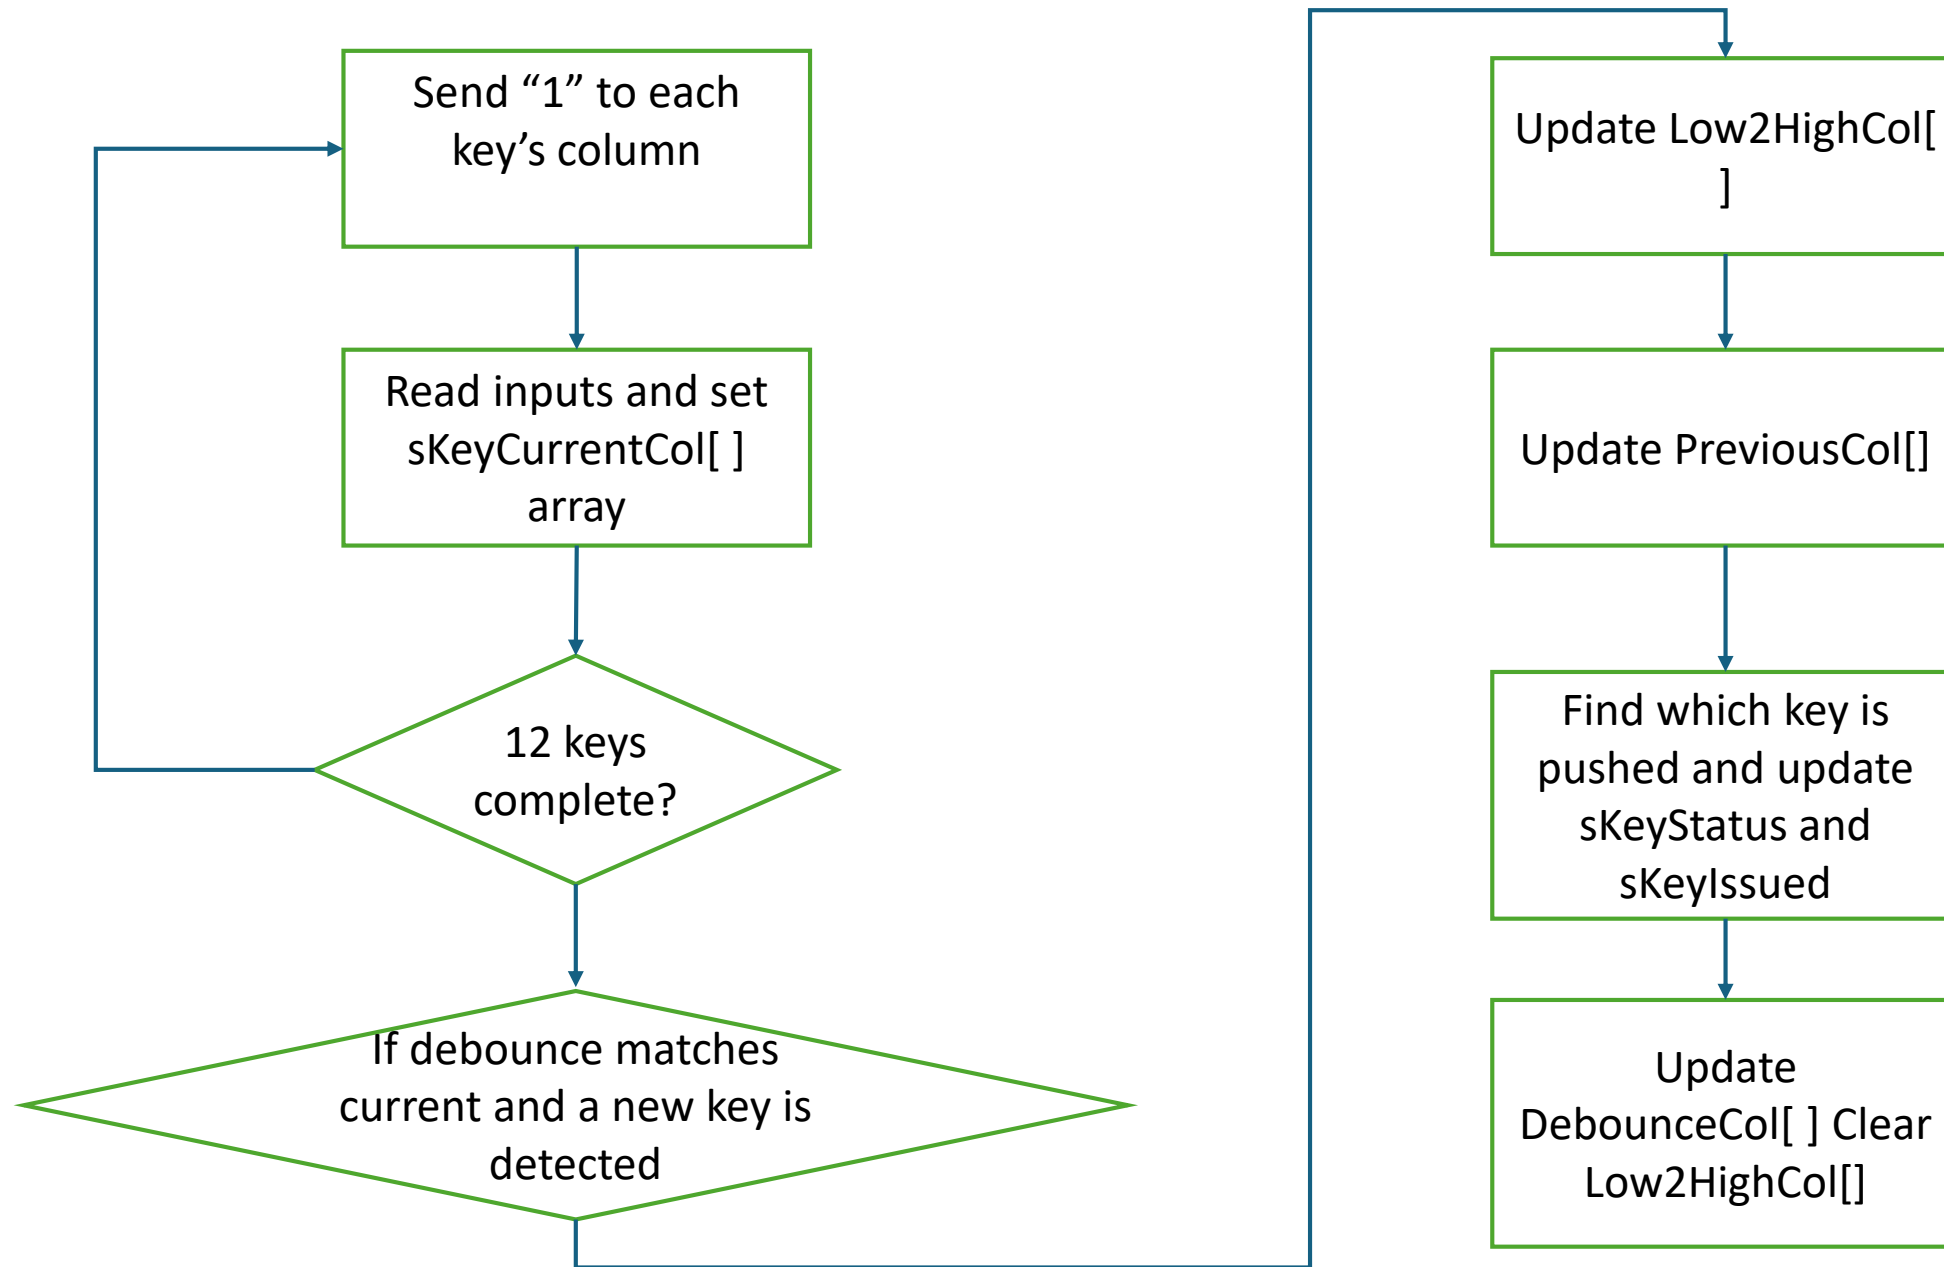 Send “1” to each
key’s column
Read inputs and set
sKeyCurrentCol[ ]
array
12 keys
complete?
If debounce matches
current and a new key is
detected
Update Low2HighCol[
]
Update PreviousCol[]
Find which key is
pushed and update
sKeyStatus and
sKeyIssued
Update
DebounceCol[ ] Clear
Low2HighCol[]